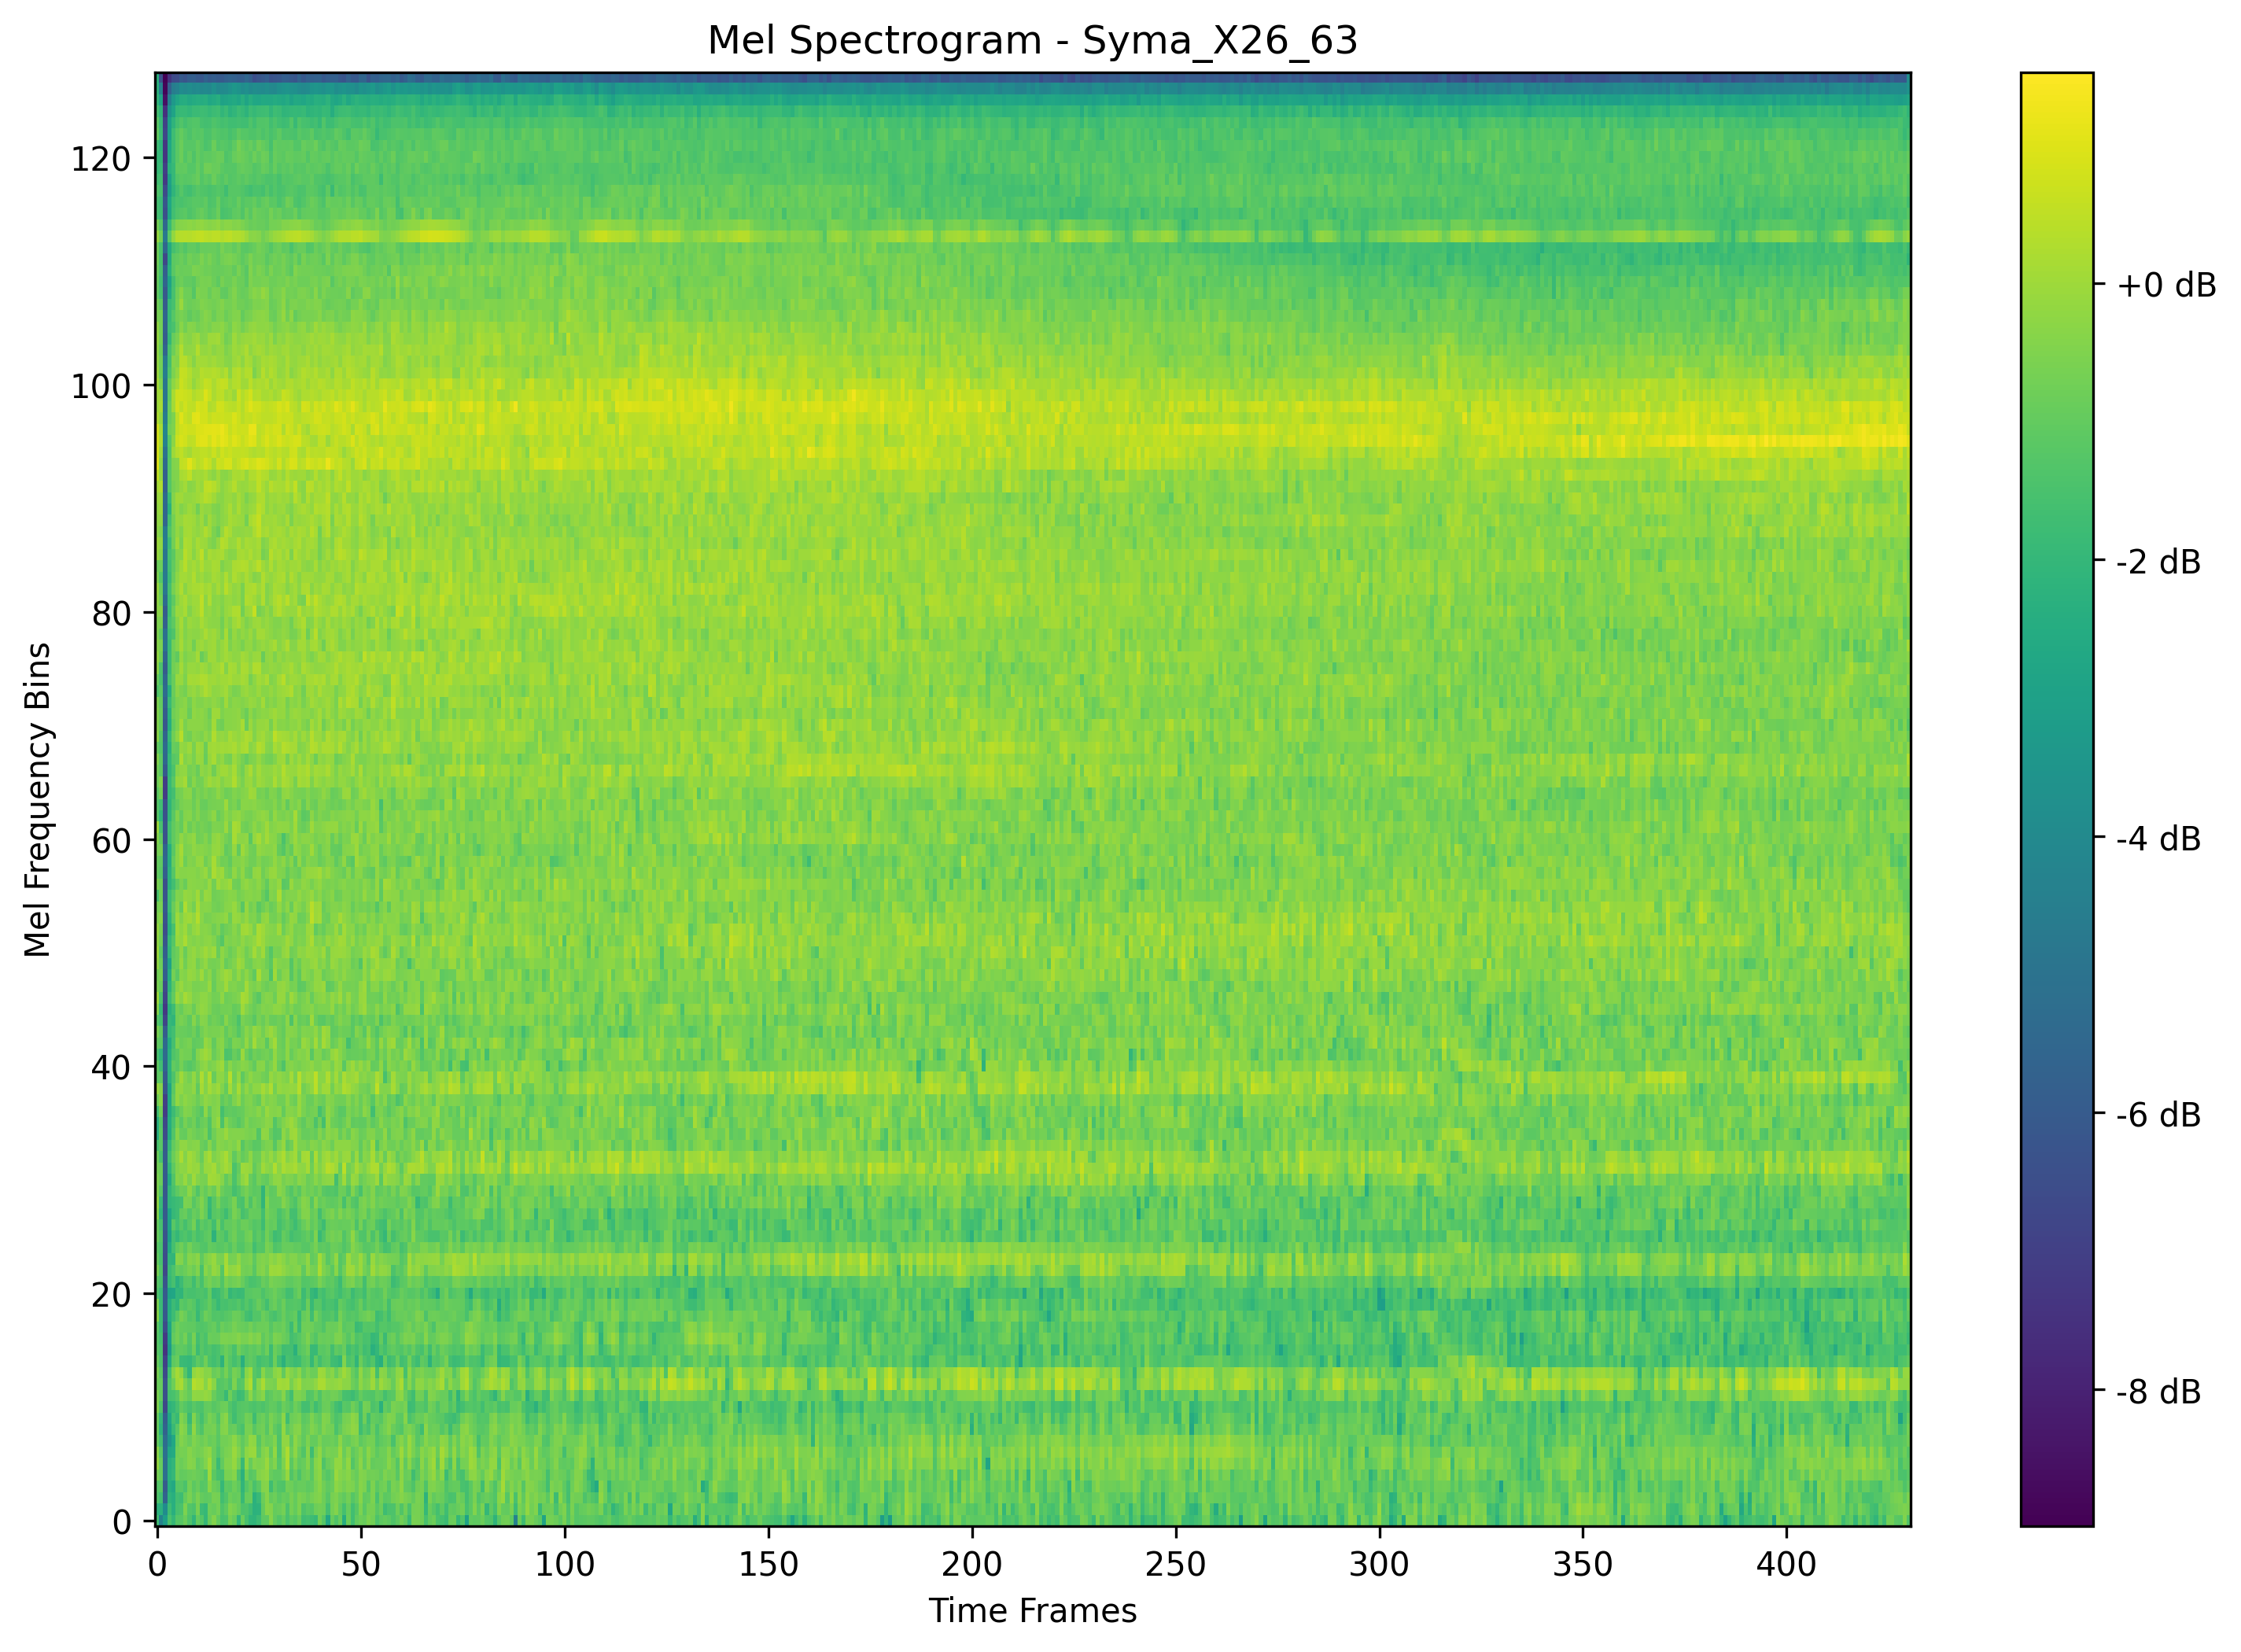 Mel Spectrogram - Syma_X26_63
Mel Frequency Bins
120
100
80
60
40
20
0
0 50 100 150 200 250 300 350 400
Time Frames
+0 dB
-2 dB
-4 dB
-6 dB
-8 dB